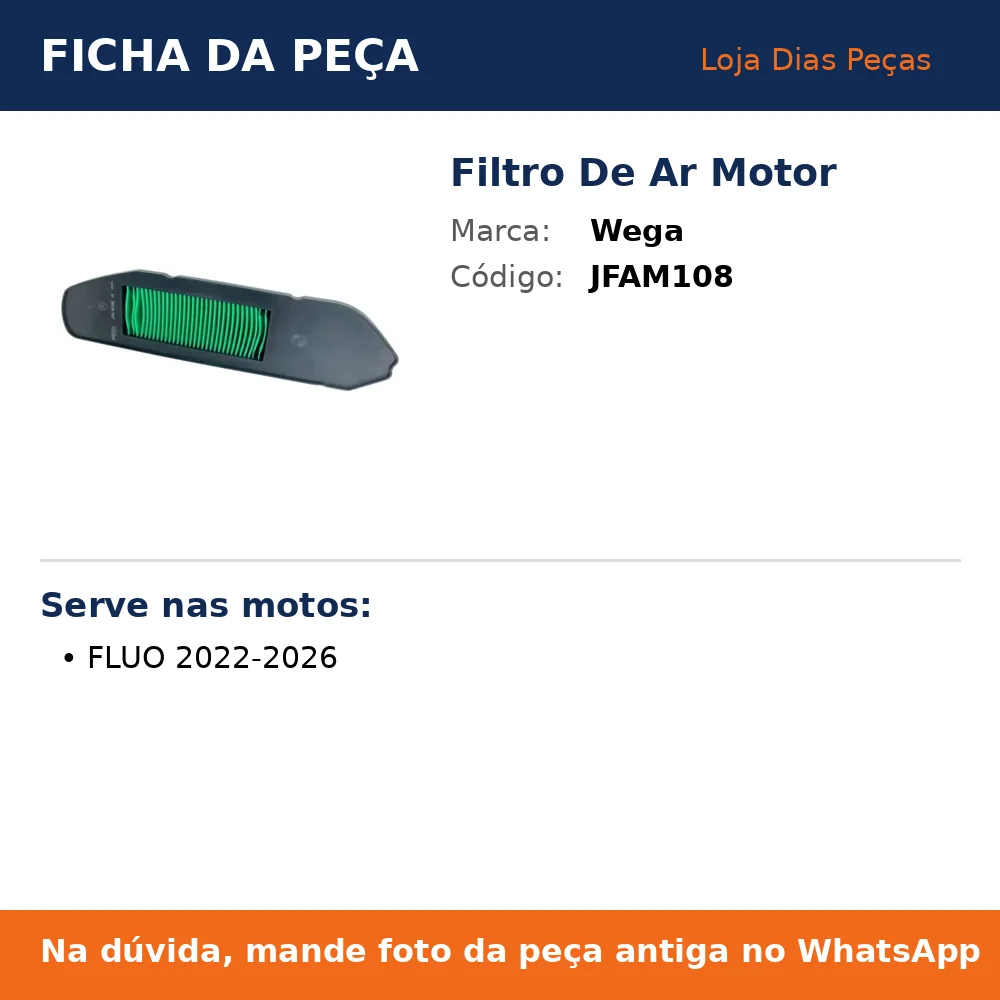 FICHA DA PEÇA
Loja Dias Peças
Filtro De Ar Motor
Marca: Wega
Código: JFAM108
Serve nas motos:
• FLUO 2022-2026
Na dúvida, mande foto da peça antiga no WhatsApp